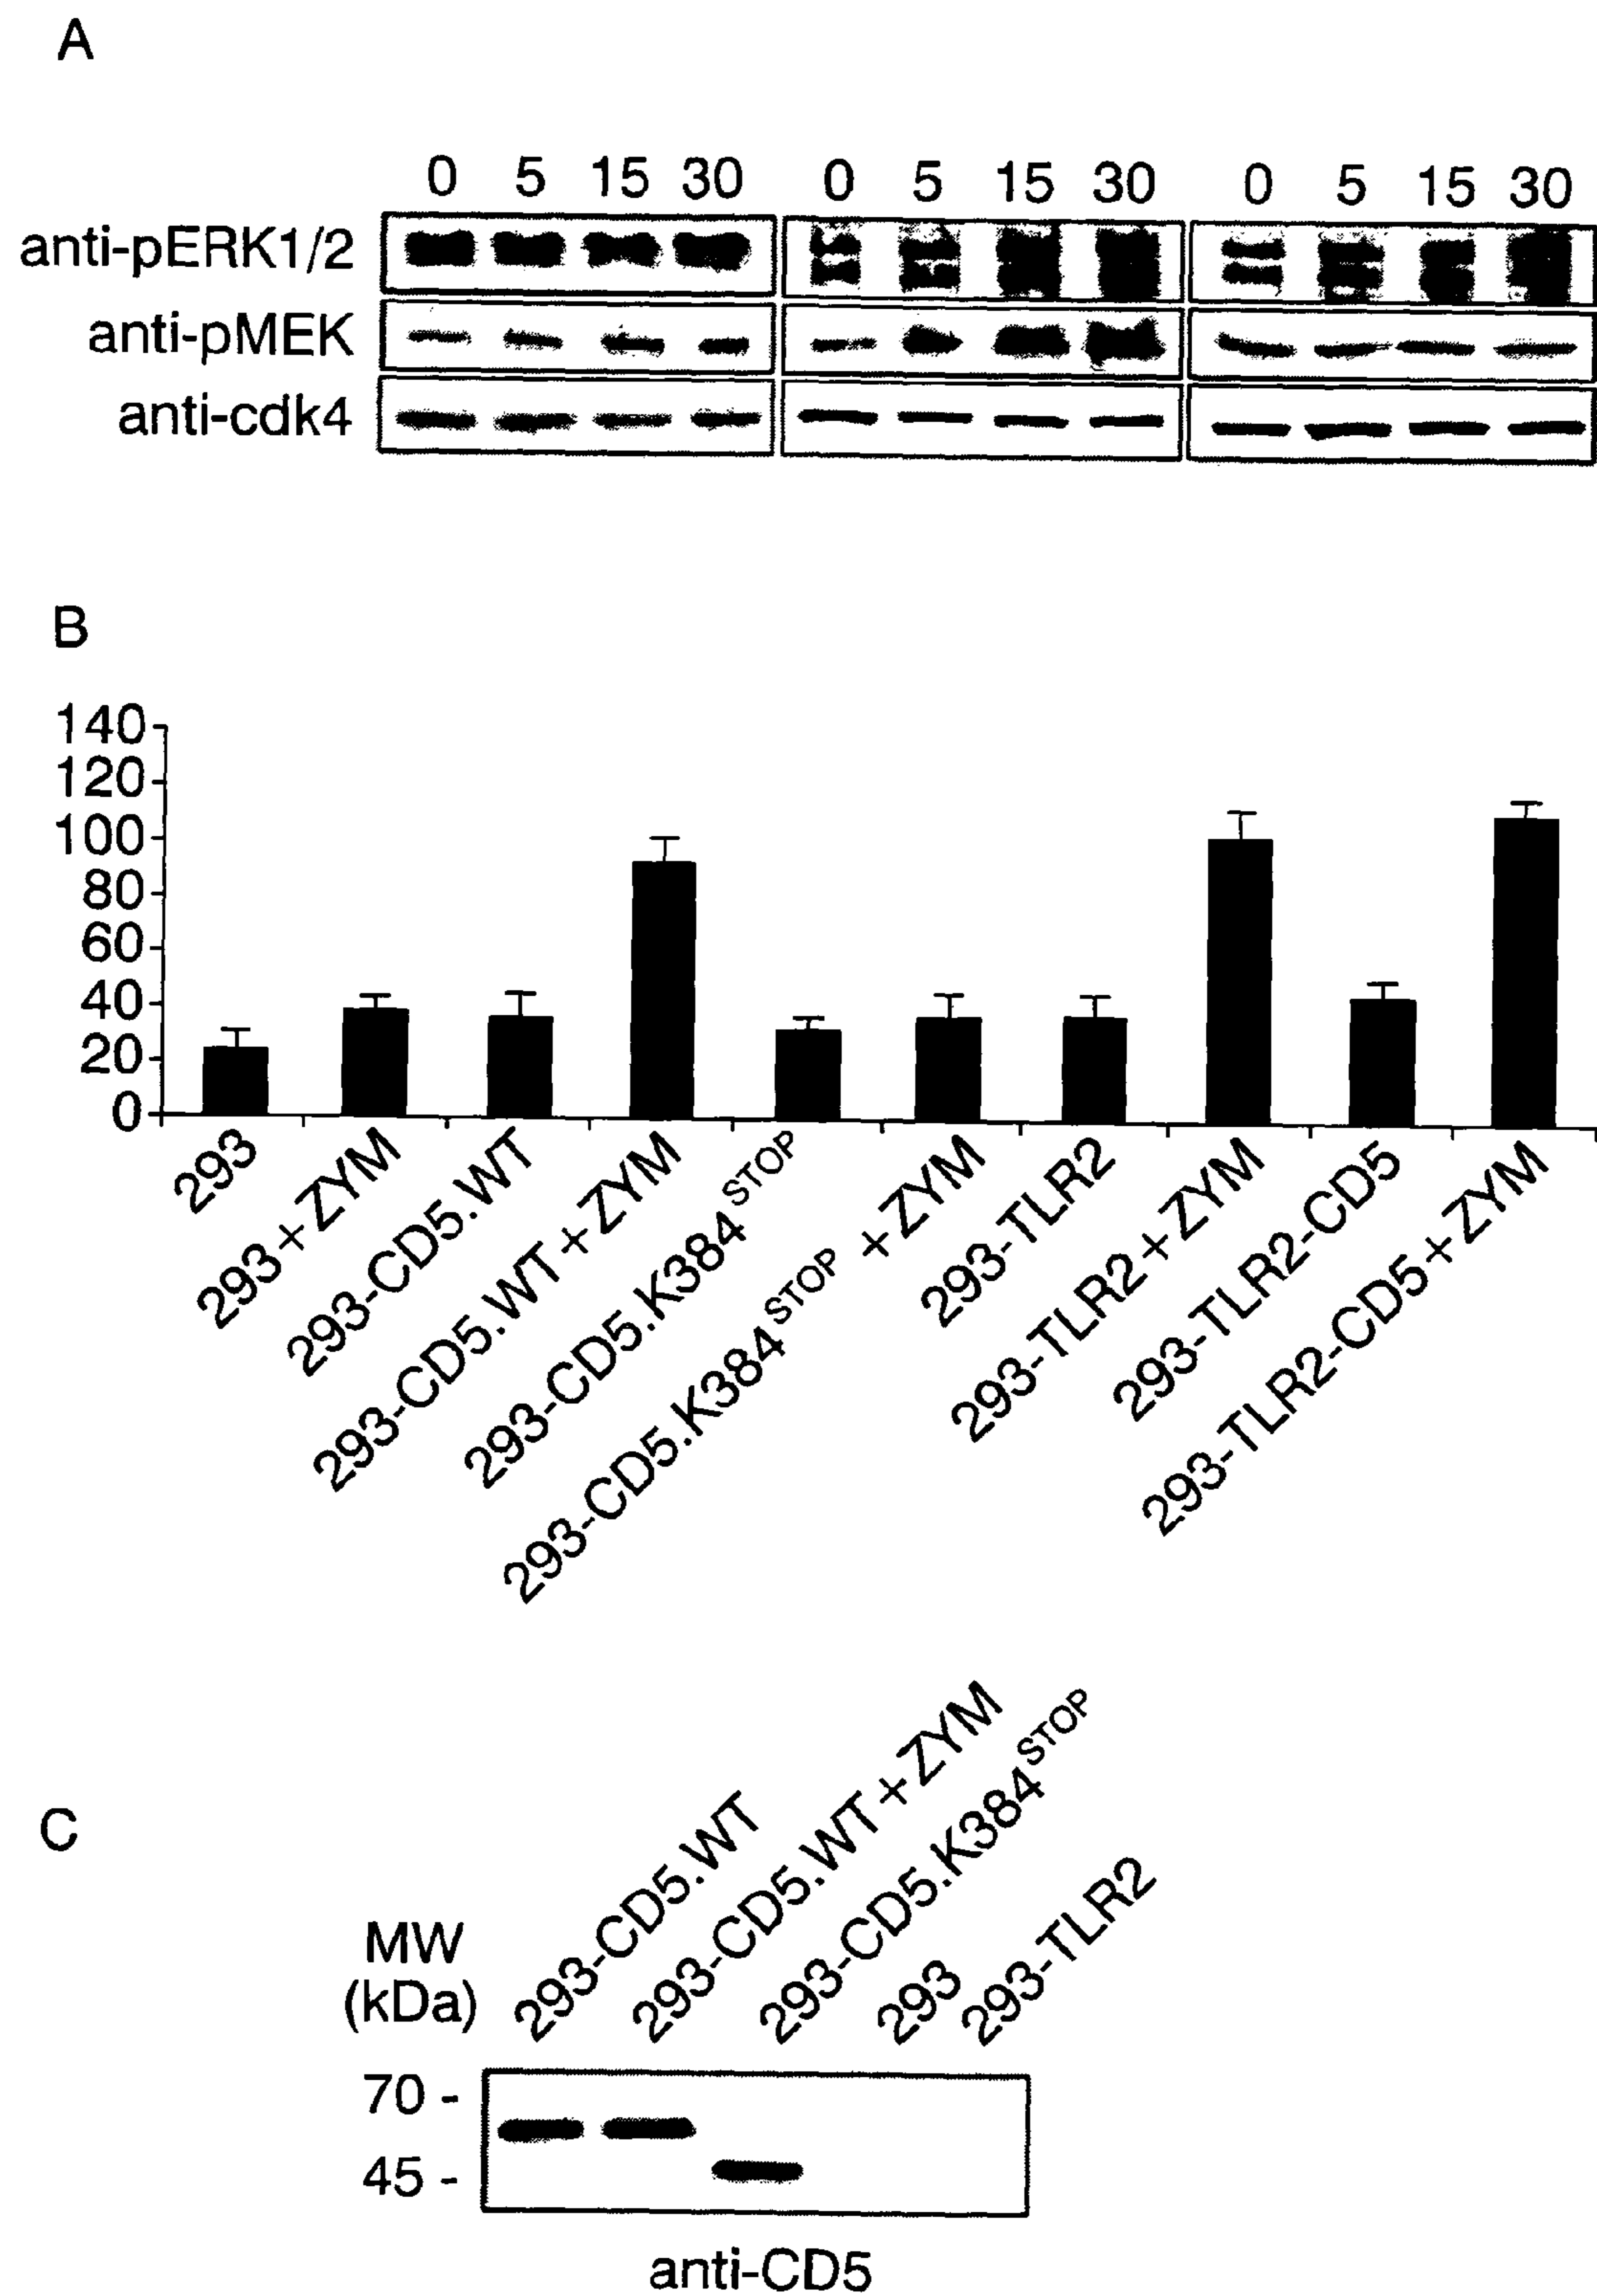 A
0 5 15 30 0 5 15 30 0 5 15 30
anti-pERK1/2
anti-pMEK
anti-cdk4
B
140
120
100
80
60
40
20
0
293
293+ZYM
293-CD5.WT
293-CD5.WT+ZYM
293-CD5.K384STOP
293-CD5.K384STOP +ZYM
293-TLR2
293-TLR2+ZYM
293-TLR2-CD5
293-TLR2-CD5+ZYM
C
MW
(kDa)
293-CD5.WT
293-CD5.WT+ZYM
293-CD5.K384STOP
293
293-TLR2
70 -
45 -
anti-CD5